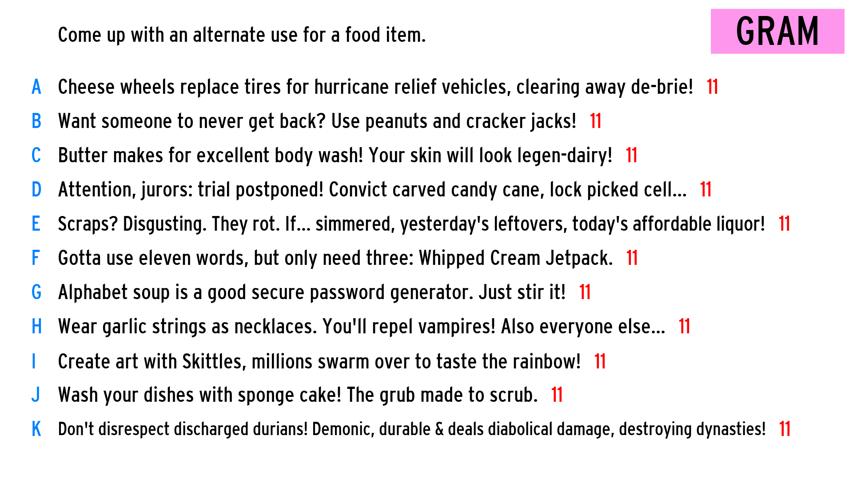 Come up with an alternate use for a food item.
GRAM
A Cheese wheels replace tires for hurricane relief vehicles, clearing away de-brie! 11
B Want someone to never get back? Use peanuts and cracker jacks! 11
C Butter makes for excellent body wash! Your skin will look legen-dairy! 11
D Attention, jurors: trial postponed! Convict carved candy cane, lock picked cell... 11
E Scraps? Disgusting. They rot. If... simmered, yesterday's leftovers, today's affordable liquor! 11
F Gotta use eleven words, but only need three: Whipped Cream Jetpack. 11
G Alphabet soup is a good secure password generator. Just stir it! 11
H Wear garlic strings as necklaces. You'll repel vampires! Also everyone else... 11
I Create art with Skittles, millions swarm over to taste the rainbow! 11
J Wash your dishes with sponge cake! The grub made to scrub. 11
K Don't disrespect discharged durians! Demonic, durable & deals diabolical damage, destroying dynasties! 11